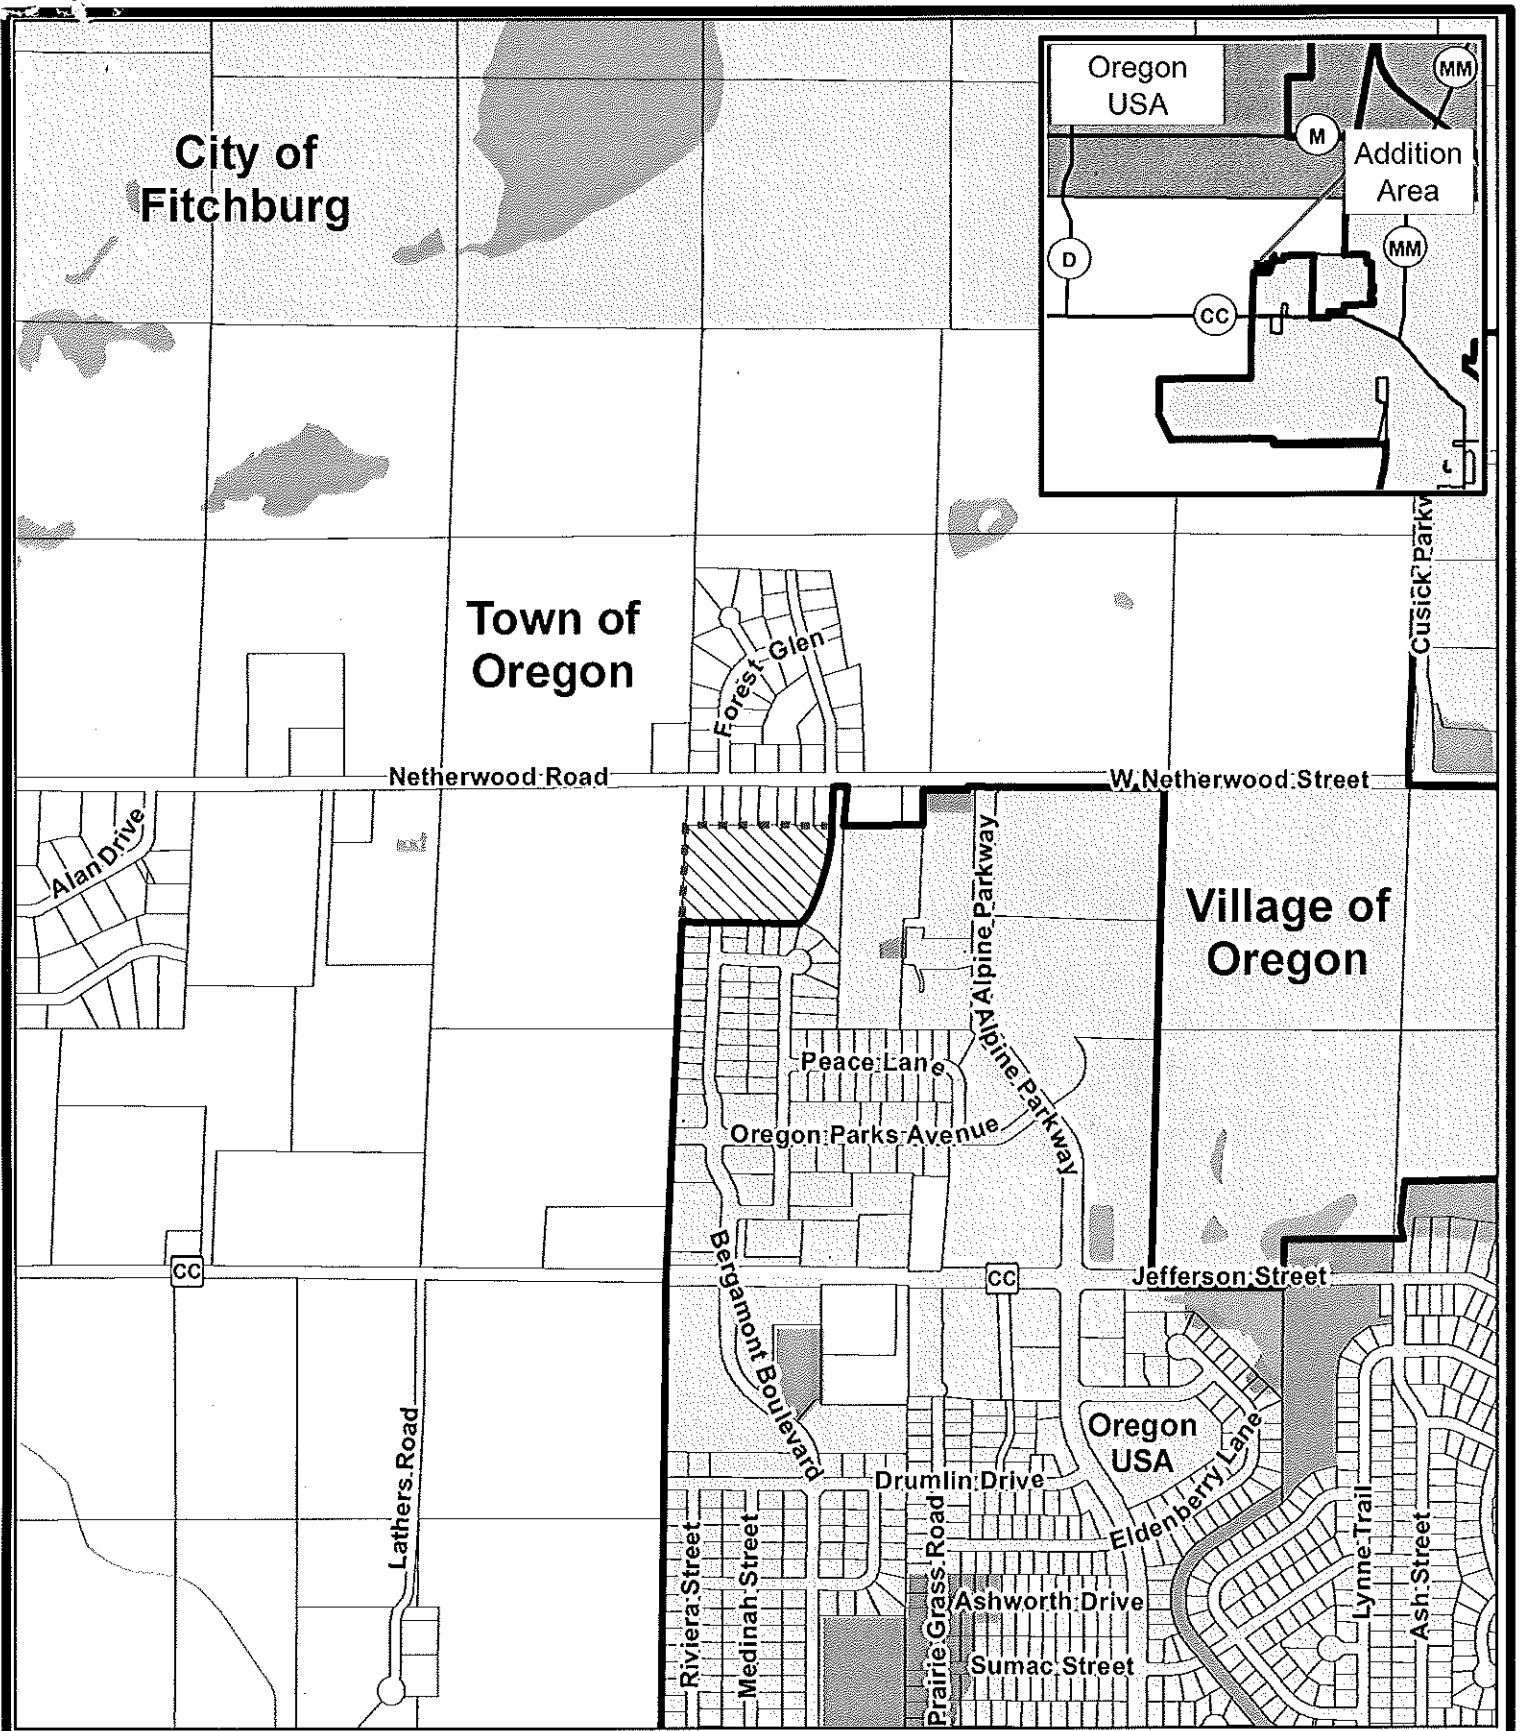 City of
Fitchburg
Oregon
USA
MM
M
Addition
Area
D
MM
CC
Cusick Parkw
Town of
Oregon
Forest Glen
Netherwood Road
W Netherwood Street
Alan Drive
Village of
Oregon
N Alpine Parkway
Alpine Parkway
Peace Lane
Oregon Parks Avenue
Bergamont Boulevard
CC
CC
Jefferson Street
Lathers Road
Oregon
USA
Drumlin Drive
Eldenberry Lane
Riviera Street
Medinah Street
Prairie Grass Road
Ashworth Drive
Sumac Street
Lynne Trail
Ash Street